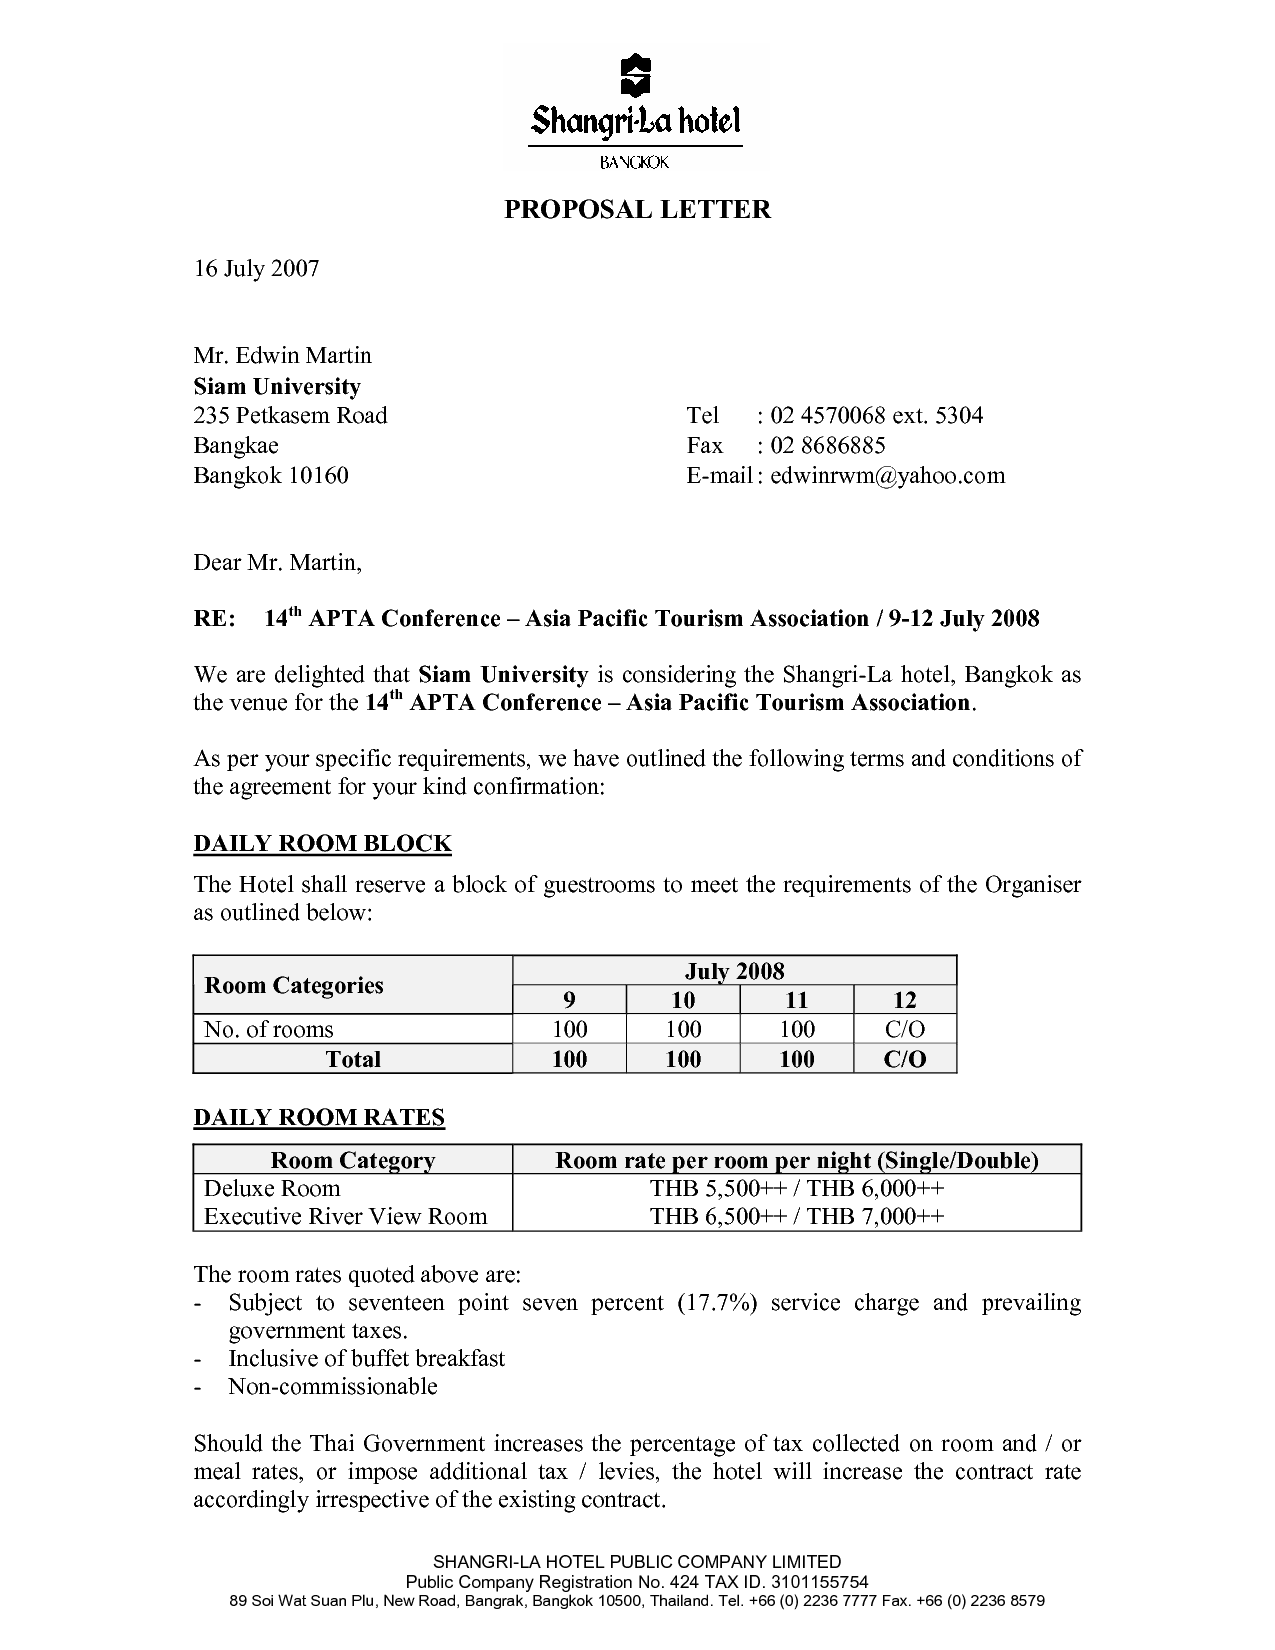 Shangri-La hotel
BANGKOK
PROPOSAL LETTER
16 July 2007
Mr. Edwin Martin
Siam University
235 Petkasem Road
Tel : 02 4570068 ext. 5304
Bangkae
Fax : 02 8686885
Bangkok 10160
E-mail : edwinrwm@yahoo.com
Dear Mr. Martin,
RE: 14th APTA Conference – Asia Pacific Tourism Association / 9-12 July 2008
We are delighted that Siam University is considering the Shangri-La hotel, Bangkok as
the venue for the 14th APTA Conference – Asia Pacific Tourism Association.
As per your specific requirements, we have outlined the following terms and conditions of
the agreement for your kind confirmation:
DAILY ROOM BLOCK
The Hotel shall reserve a block of guestrooms to meet the requirements of the Organiser
as outlined below:
Room Categories
July 2008
9 10 11 12
No. of rooms 100 100 100 C/O
Total 100 100 100 C/O
DAILY ROOM RATES
Room Category Room rate per room per night (Single/Double)
Deluxe Room THB 5,500++ / THB 6,000++
Executive River View Room THB 6,500++ / THB 7,000++
The room rates quoted above are:
- Subject to seventeen point seven percent (17.7%) service charge and prevailing
government taxes.
- Inclusive of buffet breakfast
- Non-commissionable
Should the Thai Government increases the percentage of tax collected on room and / or
meal rates, or impose additional tax / levies, the hotel will increase the contract rate
accordingly irrespective of the existing contract.
SHANGRI-LA HOTEL PUBLIC COMPANY LIMITED
Public Company Registration No. 424 TAX ID. 3101155754
89 Soi Wat Suan Plu, New Road, Bangrak, Bangkok 10500, Thailand. Tel. +66 (0) 2236 7777 Fax. +66 (0) 2236 8579